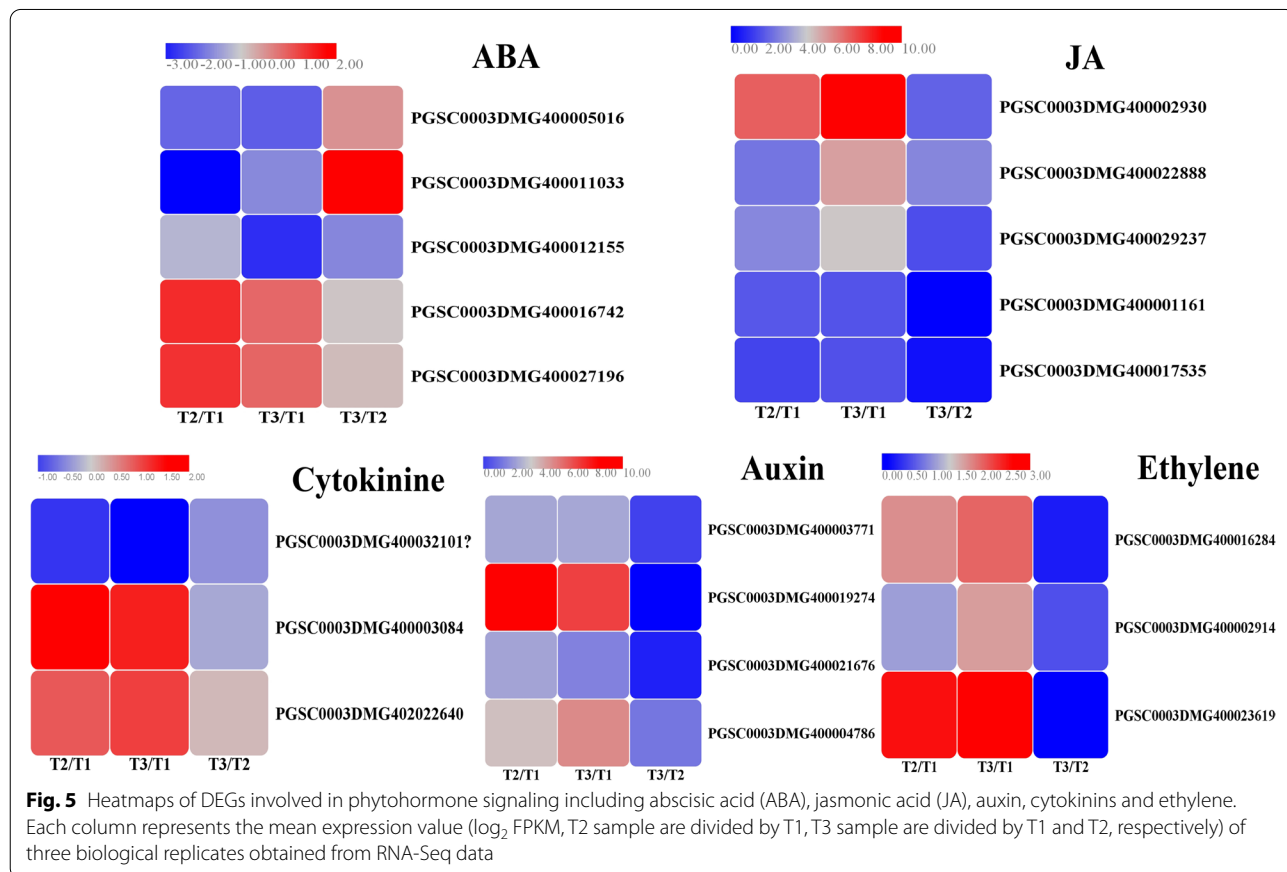 -3.00 -2.00 -1.00 1.00 2.00
ABA
PGSC0003DMG400005016
PGSC0003DMG400011033
PGSC0003DMG400012155
PGSC0003DMG400016742
PGSC0003DMG400027196
T2/T1 T3/T1 T3/T2
0.00 2.00 4.00 6.00 8.00 10.00
JA
PGSC0003DMG400002930
PGSC0003DMG400022888
PGSC0003DMG400029237
PGSC0003DMG400001161
PGSC0003DMG400017535
T2/T1 T3/T1 T3/T2
-1.00 -0.50 0.00 0.50 1.00 1.50 2.00
Cytokinine
PGSC0003DMG400032101?
PGSC0003DMG400003084
PGSC0003DMG402022640
T2/T1 T3/T1 T3/T2
0.00 2.00 4.00 6.00 8.00 10.00
Auxin
PGSC0003DMG400003771
PGSC0003DMG400019274
PGSC0003DMG400021676
PGSC0003DMG400004786
T2/T1 T3/T1 T3/T2
0.00 0.50 1.00 1.50 2.00 2.50 3.00
Ethylene
PGSC0003DMG400016284
PGSC0003DMG400002914
PGSC0003DMG400023619
T2/T1 T3/T1 T3/T2
Fig. 5 Heatmaps of DEGs involved in phytohormone signaling including abscisic acid (ABA), jasmonic acid (JA), auxin, cytokinins and ethylene.
Each column represents the mean expression value (log₂ FPKM, T2 sample are divided by T1, T3 sample are divided by T1 and T2, respectively) of
three biological replicates obtained from RNA-Seq data